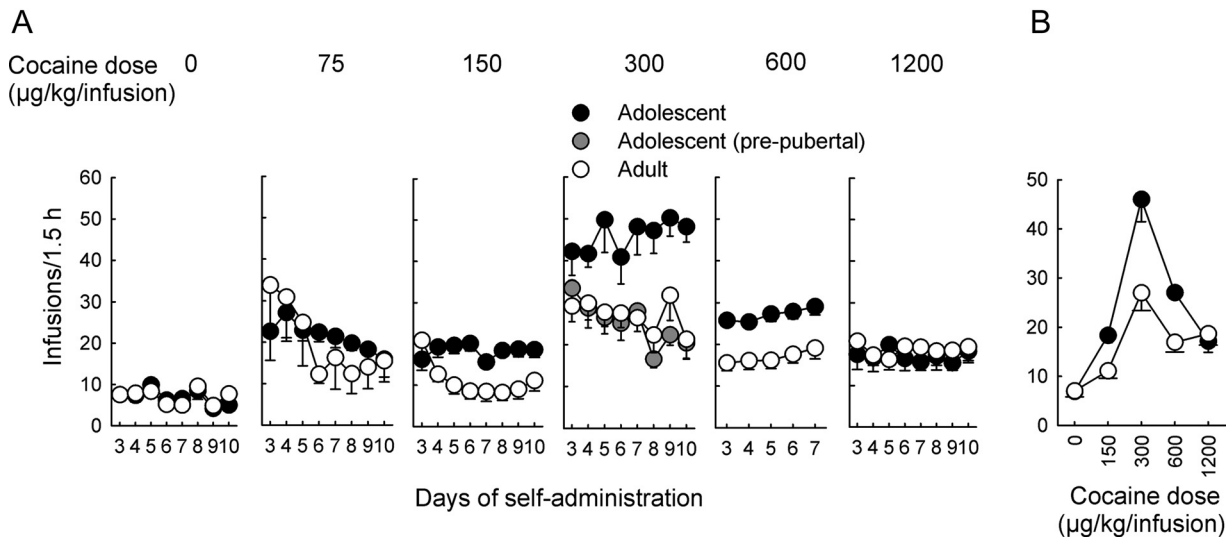 A
B
Cocaine dose 0 75 150 300 600 1200
(µg/kg/infusion)
Adolescent
Adolescent (pre-pubertal)
Adult
Infusions/1.5 h
60
50
40
30
20
10
0
3 4 5 6 7 8 9 10
3 4 5 6 7 8 9 10
3 4 5 6 7 8 9 10
3 4 5 6 7 8 9 10
3 4 5 6 7
3 4 5 6 7 8 9 10
Days of self-administration
50
40
30
20
10
0
0 150 300 600 1200
Cocaine dose
(µg/kg/infusion)